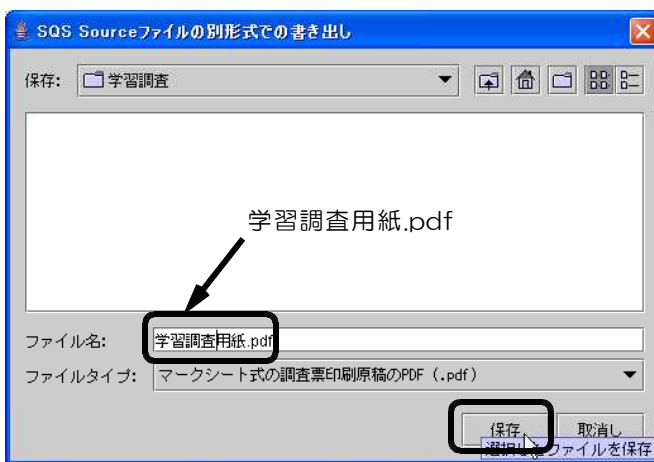 SQS Sourceファイルの別形式での書き出し
保存: 学習調査
学習調査用紙.pdf
ファイル名: 学習調査用紙.pdf
ファイルタイプ: マークシート式の調査票印刷原稿のPDF (.pdf)
保存 取消し
選択したファイルを保存